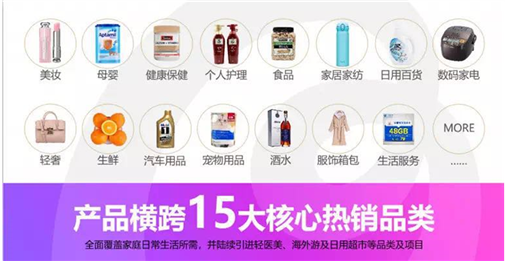 美妆 母婴 健康保健 个人护理 食品 家居家纺 日用百货 数码家电
Aptamil
48GB
MORE
轻奢 生鲜 汽车用品 宠物用品 酒水 服饰箱包 生活服务 ......
产品横跨15大核心热销品类
全面覆盖家庭日常生活所需，并陆续引进轻医美、海外游及日用超市等品类及项目